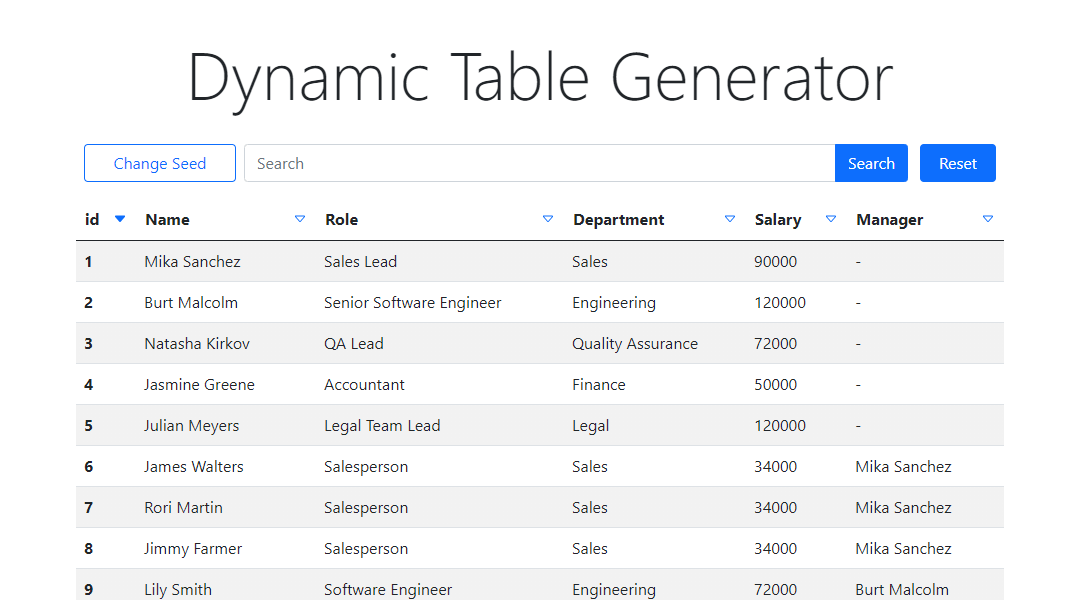 Dynamic Table Generator
Change Seed Search Search Reset
id Name Role Department Salary Manager
1 Mika Sanchez Sales Lead Sales 90000 -
2 Burt Malcolm Senior Software Engineer Engineering 120000 -
3 Natasha Kirkov QA Lead Quality Assurance 72000 -
4 Jasmine Greene Accountant Finance 50000 -
5 Julian Meyers Legal Team Lead Legal 120000 -
6 James Walters Salesperson Sales 34000 Mika Sanchez
7 Rori Martin Salesperson Sales 34000 Mika Sanchez
8 Jimmy Farmer Salesperson Sales 34000 Mika Sanchez
9 Lily Smith Software Engineer Engineering 72000 Burt Malcolm